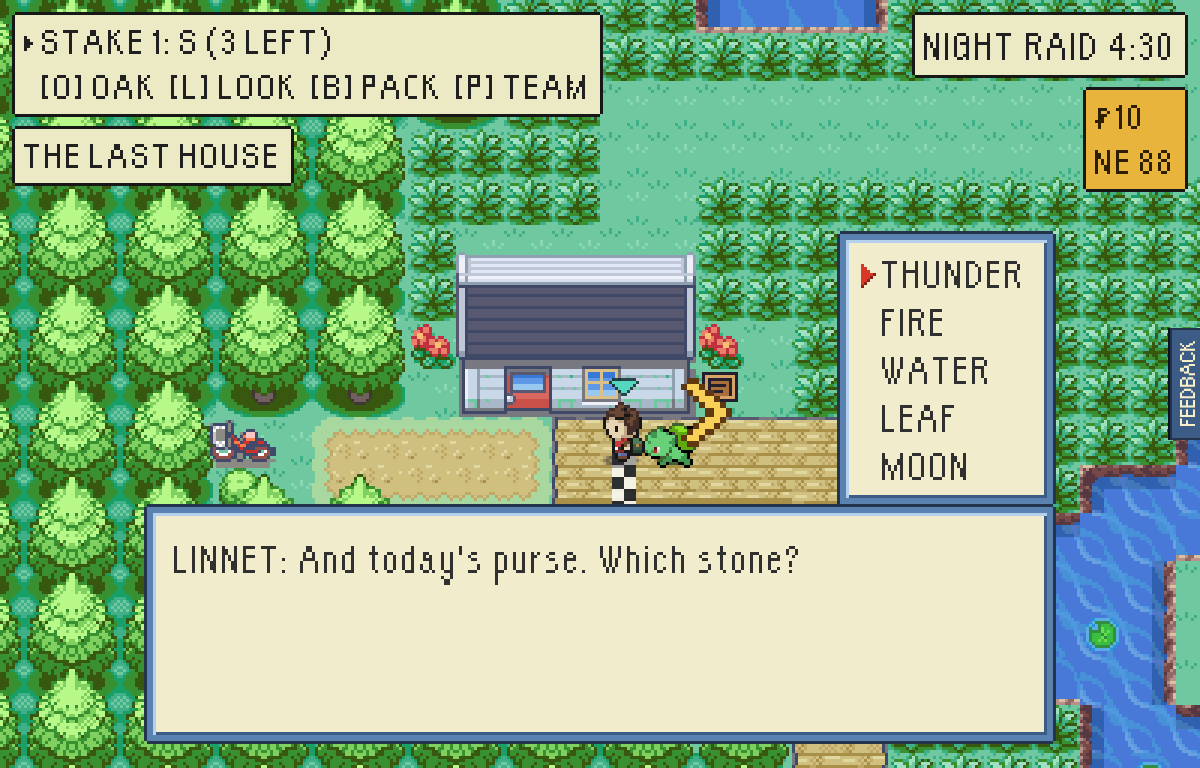 STAKE 1: S (3 LEFT)
[O] OAK [L] LOOK [B] PACK [P] TEAM
THE LAST HOUSE
NIGHT RAID 4:30
₽10
NE 88
THUNDER
FIRE
WATER
LEAF
MOON
FEEDBACK
LINNET: And today's purse. Which stone?